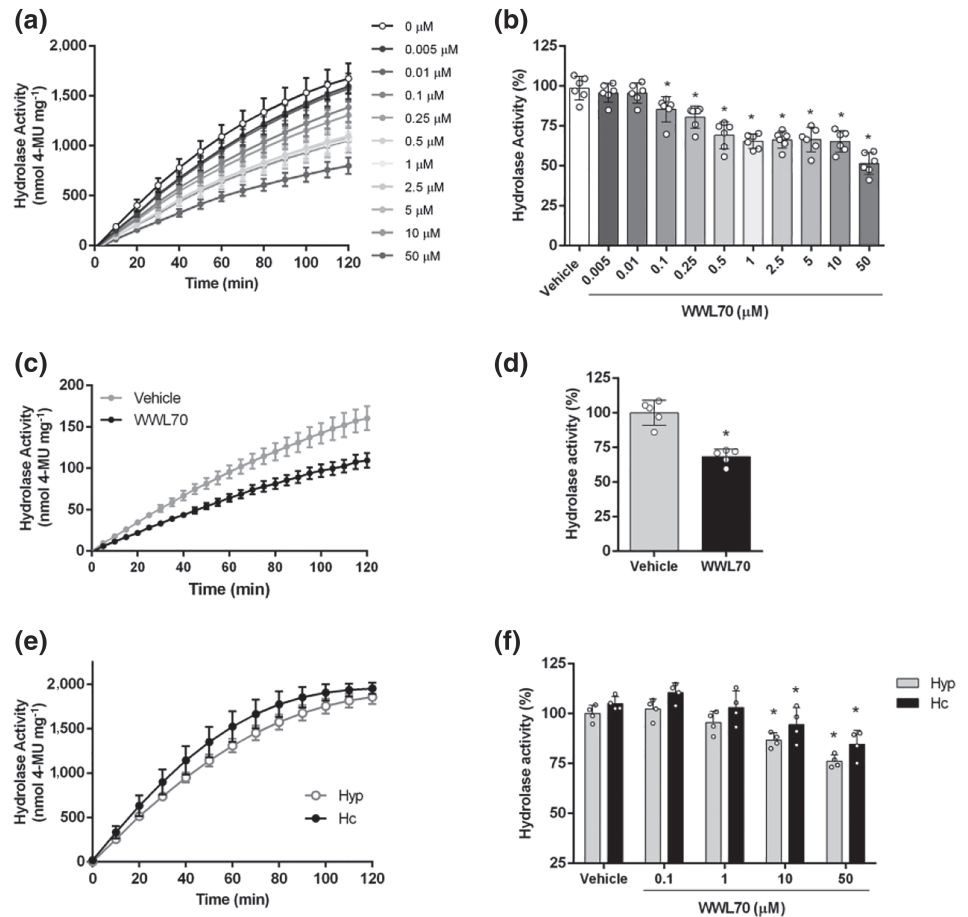 (a)
Hydrolase Activity
(nmol 4-MU mg⁻¹)
2,000
1,500
1,000
500
0
0 20 40 60 80 100 120
Time (min)
0 μM
0.005 μM
0.01 μM
0.1 μM
0.25 μM
0.5 μM
1 μM
2.5 μM
5 μM
10 μM
50 μM
(b)
Hydrolase Activity (%)
125
100
75
50
25
0
* * * * * * * *
Vehicle 0.005 0.01 0.1 0.25 0.5 1 2.5 5 10 50
WWL70 (μM)
(c)
Hydrolase Activity
(nmol 4-MU mg⁻¹)
200
150
100
50
0
0 20 40 60 80 100 120
Time (min)
Vehicle
WWL70
(d)
Hydrolase activity (%)
125
100
75
50
25
0
*
Vehicle WWL70
(e)
Hydrolase Activity
(nmol 4-MU mg⁻¹)
2,000
1,500
1,000
500
0
0 20 40 60 80 100 120
Time (min)
Hyp
Hc
(f)
Hydrolase activity (%)
125
100
75
50
25
* * * *
Vehicle 0.1 1 10 50
WWL70 (μM)
Hyp
Hc